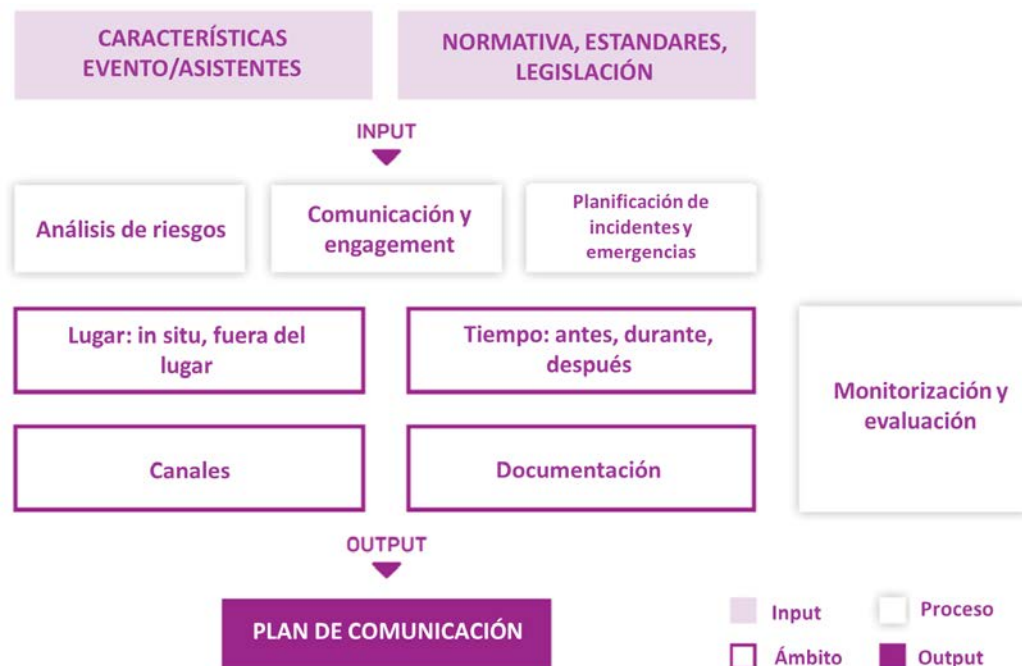 CARACTERÍSTICAS
EVENTO/ASISTENTES
NORMATIVA, ESTANDARES,
LEGISLACIÓN
INPUT
Análisis de riesgos
Comunicación y
engagement
Planificación de
incidentes y
emergencias
Lugar: in situ, fuera del
lugar
Tiempo: antes, durante,
después
Monitorización y
evaluación
Canales
Documentación
OUTPUT
PLAN DE COMUNICACIÓN
Input
Proceso
Ámbito
Output